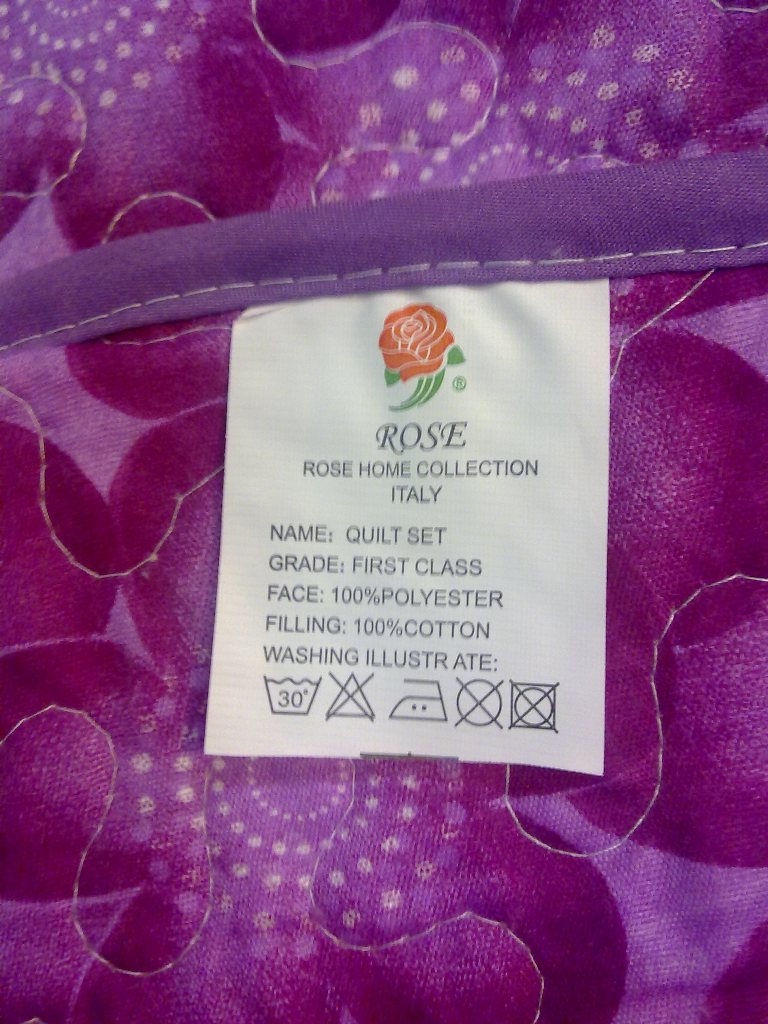 ®
ROSE
ROSE HOME COLLECTION
ITALY
NAME: QUILT SET
GRADE: FIRST CLASS
FACE: 100%POLYESTER
FILLING: 100%COTTON
WASHING ILLUSTR ATE:
30°